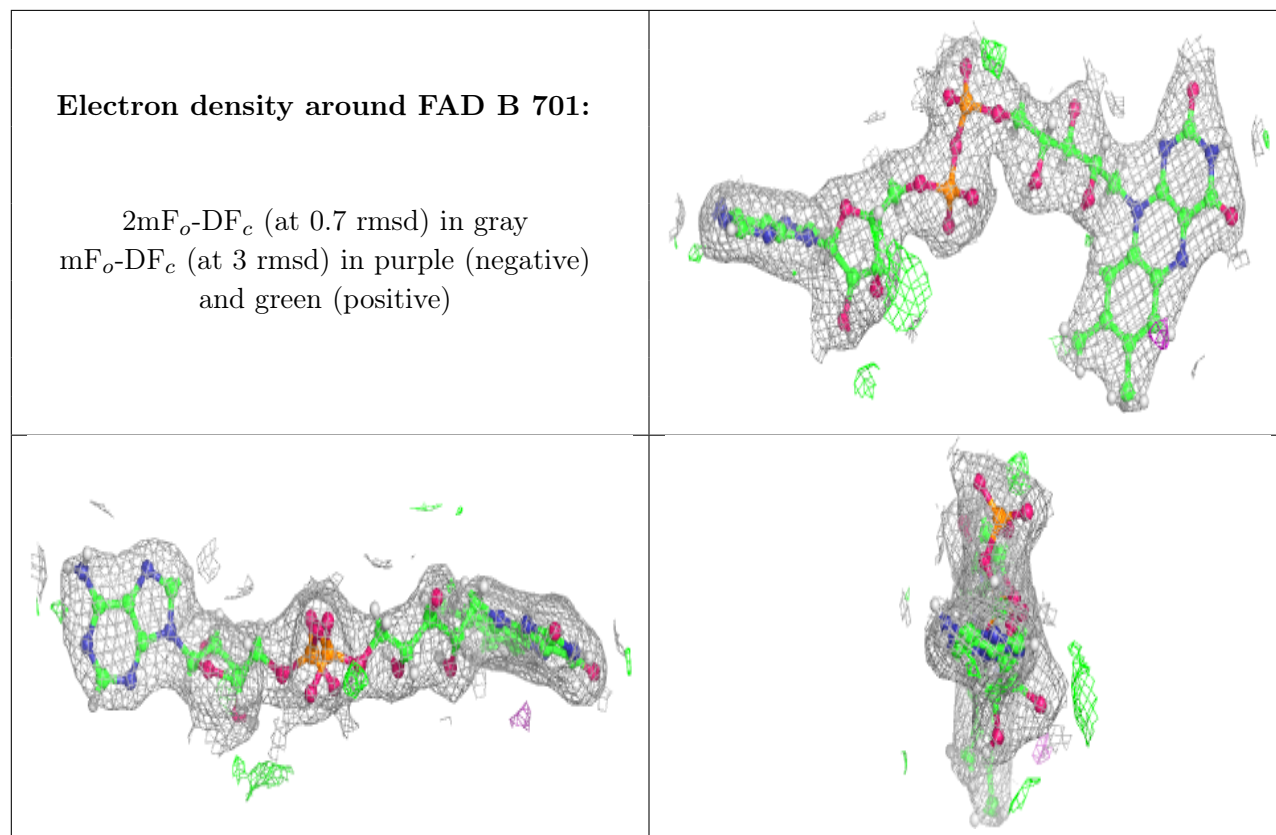 Electron density around FAD B 701:
2mFₒ-DF𝒸 (at 0.7 rmsd) in gray
mFₒ-DF𝒸 (at 3 rmsd) in purple (negative)
and green (positive)